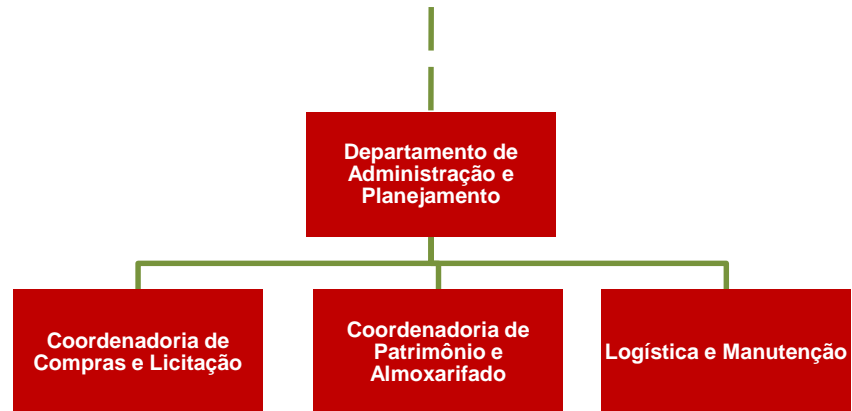 Departamento de
Administração e
Planejamento
Coordenadoria de
Compras e Licitação
Coordenadoria de
Patrimônio e
Almoxarifado
Logística e Manutenção